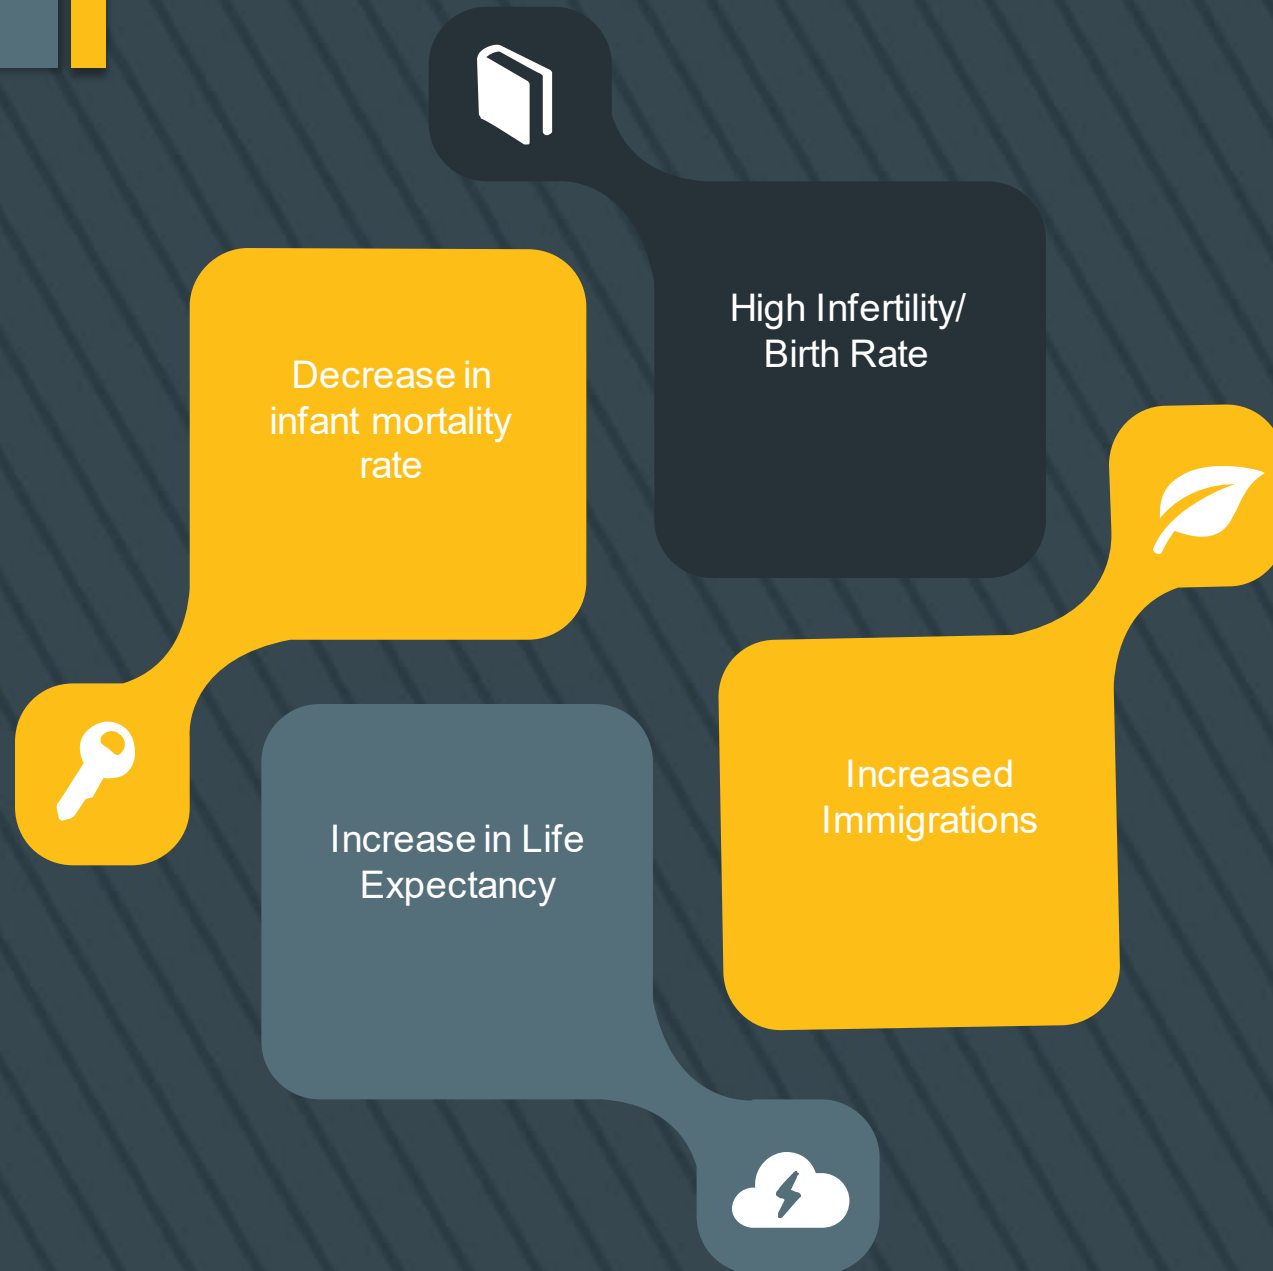 High Infertility/
Birth Rate
Decrease in
infant mortality
rate
Increased
Immigrations
Increase in Life
Expectancy